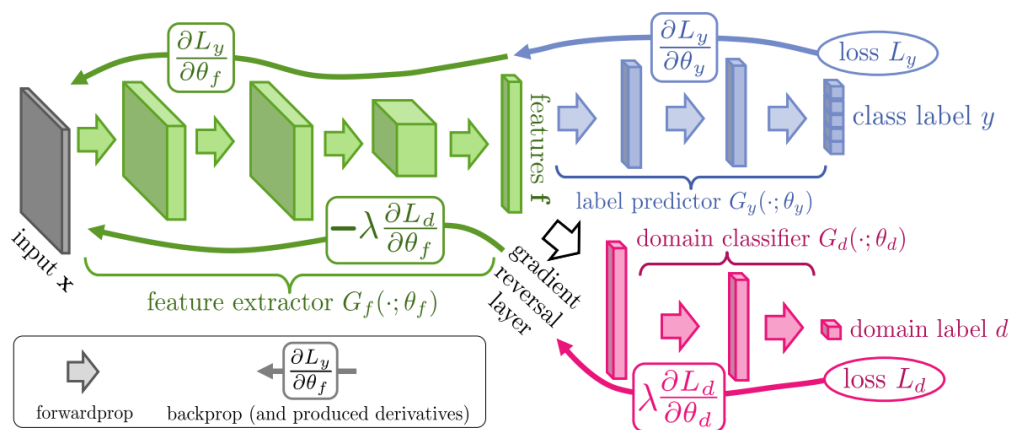 ∂L_y/∂θ_f
∂L_y/∂θ_y
loss L_y
features f
class label y
label predictor G_y(·; θ_y)
input x
−λ ∂L_d/∂θ_f
feature extractor G_f(·; θ_f)
gradient
reversal
layer
domain classifier G_d(·; θ_d)
domain label d
λ ∂L_d/∂θ_d
loss L_d
∂L_y/∂θ_f
forwardprop
backprop (and produced derivatives)